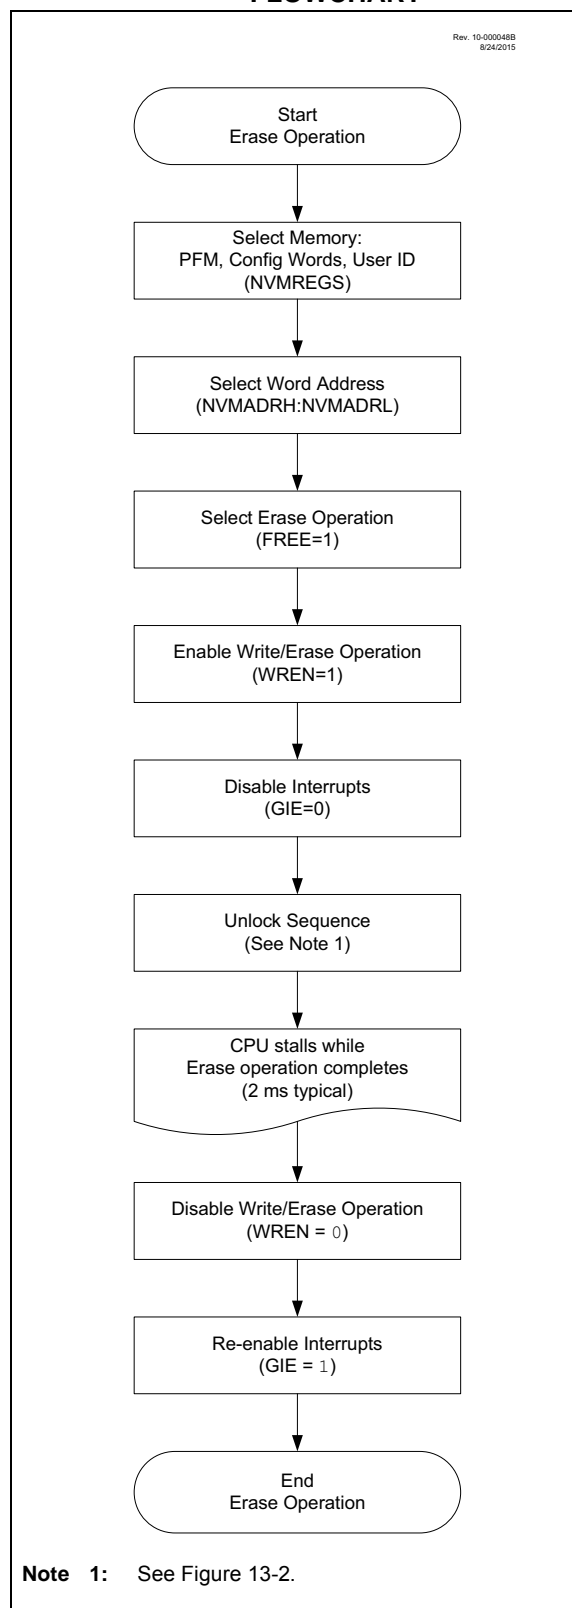 FLOWCHART
Rev. 10-000048B
8/24/2015
Start
Erase Operation
Select Memory:
PFM, Config Words, User ID
(NVMREGS)
Select Word Address
(NVMADRH:NVMADRL)
Select Erase Operation
(FREE=1)
Enable Write/Erase Operation
(WREN=1)
Disable Interrupts
(GIE=0)
Unlock Sequence
(See Note 1)
CPU stalls while
Erase operation completes
(2 ms typical)
Disable Write/Erase Operation
(WREN = 0)
Re-enable Interrupts
(GIE = 1)
End
Erase Operation
Note 1: See Figure 13-2.